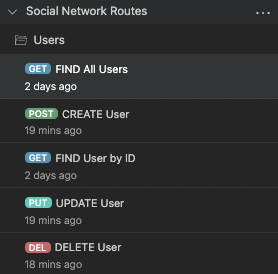 Social Network Routes
Users
GET FIND All Users
2 days ago
POST CREATE User
19 mins ago
GET FIND User by ID
2 days ago
PUT UPDATE User
19 mins ago
DEL DELETE User
18 mins ago